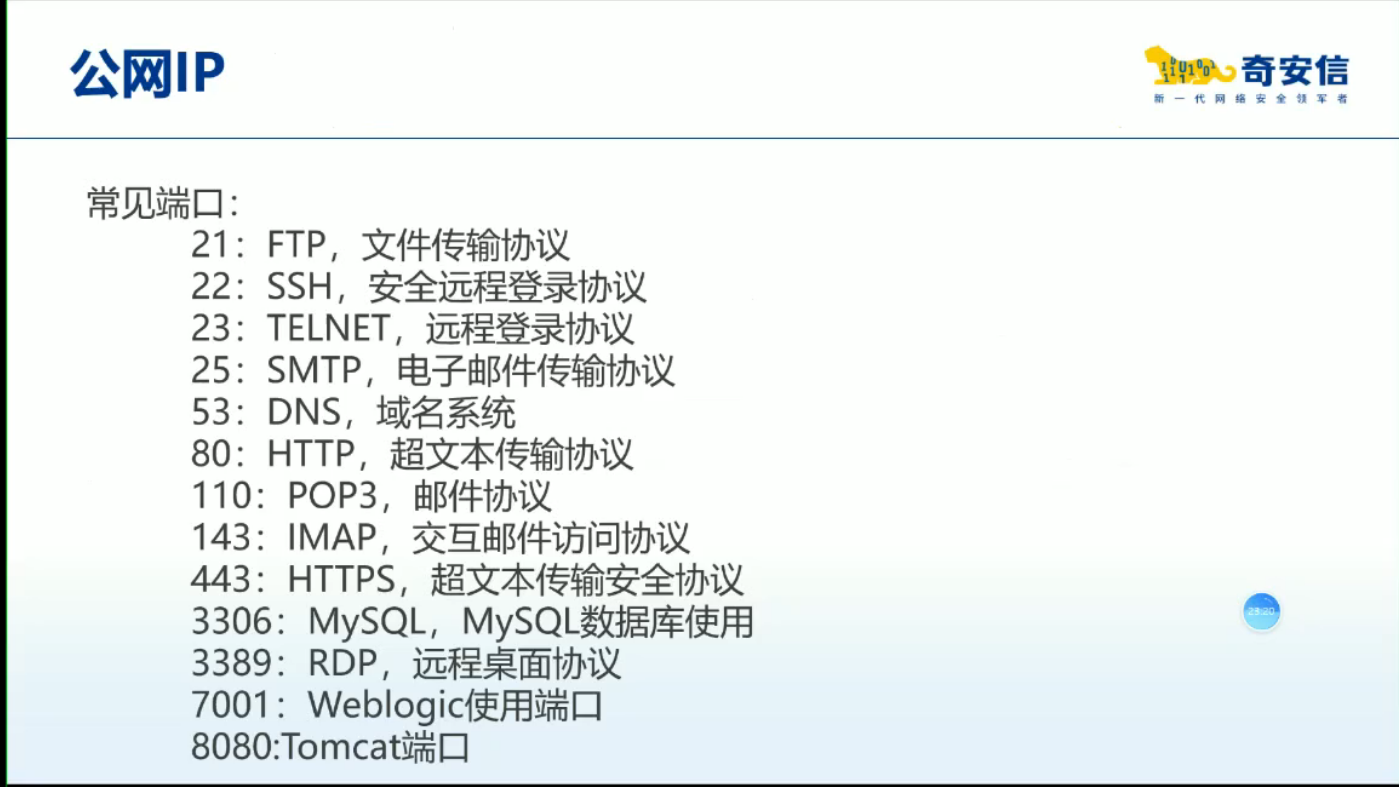 公网IP
奇安信
新一代网络安全领军者
常见端口：
21：FTP，文件传输协议
22：SSH，安全远程登录协议
23：TELNET，远程登录协议
25：SMTP，电子邮件传输协议
53：DNS，域名系统
80：HTTP，超文本传输协议
110：POP3，邮件协议
143：IMAP，交互邮件访问协议
443：HTTPS，超文本传输安全协议
3306：MySQL，MySQL数据库使用
3389：RDP，远程桌面协议
7001：Weblogic使用端口
8080:Tomcat端口
23:20